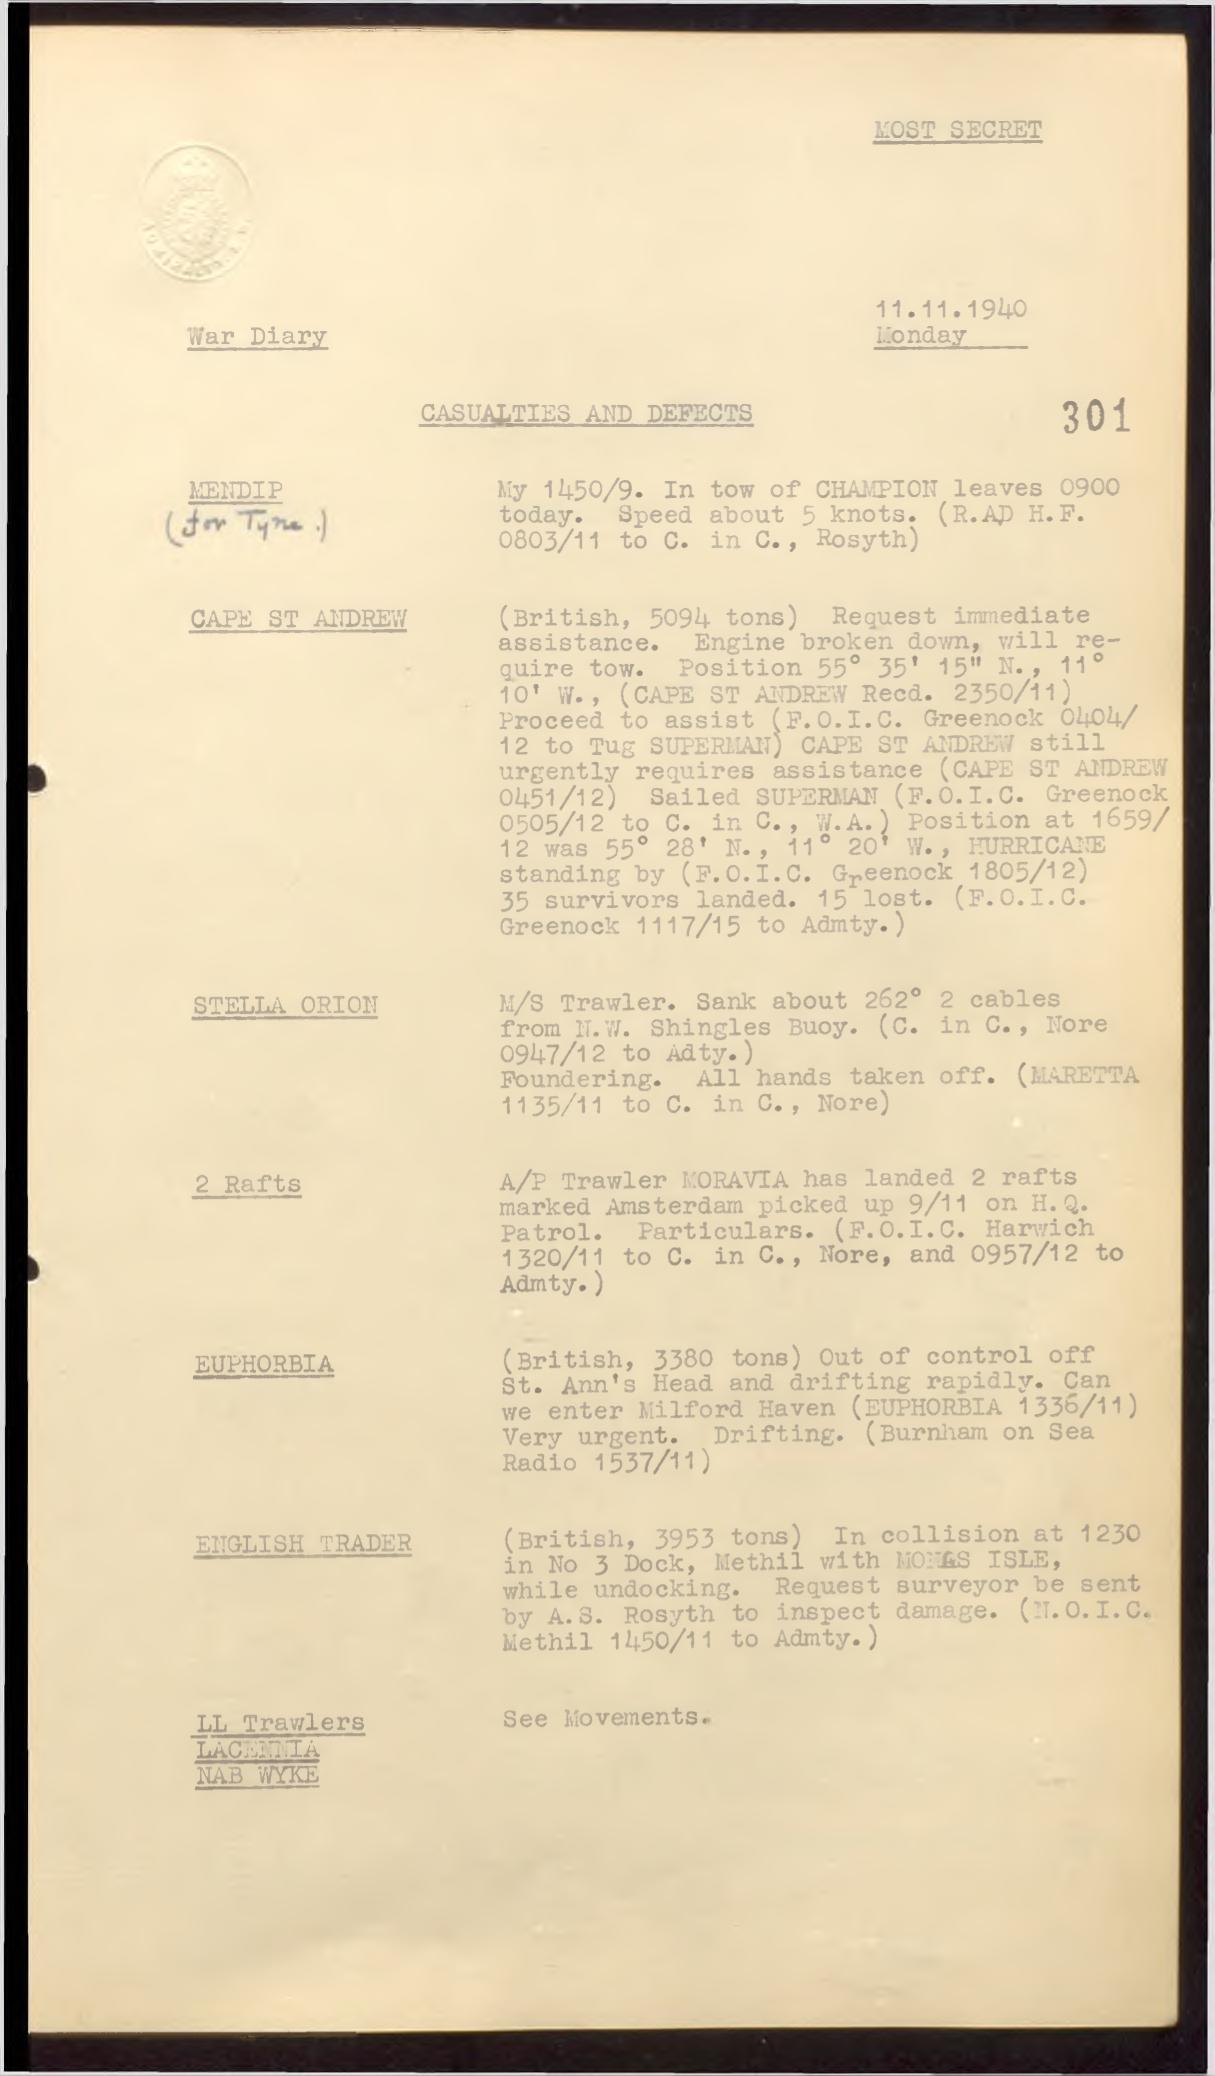 MOST SECRET
11.11.1940
War Diary
Monday
CASUALTIES AND DEFECTS
301
MENDIP
(for Tyne.)
My 1450/9. In tow of CHAMPION leaves 0900
today. Speed about 5 knots. (R.AD H.F.
0803/11 to C. in C., Rosyth)
CAPE ST ANDREW
(British, 5094 tons) Request immediate
assistance. Engine broken down, will re-
quire tow. Position 55° 35' 15" N., 11°
10' W., (CAPE ST ANDREW Recd. 2350/11)
Proceed to assist (F.O.I.C. Greenock 0404/
12 to Tug SUPERMAN) CAPE ST ANDREW still
urgently requires assistance (CAPE ST ANDREW
0451/12) Sailed SUPERMAN (F.O.I.C. Greenock
0505/12 to C. in C., W.A.) Position at 1659/
12 was 55° 28' N., 11° 20' W., HURRICANE
standing by (F.O.I.C. Greenock 1805/12)
35 survivors landed. 15 lost. (F.O.I.C.
Greenock 1117/15 to Admty.)
STELLA ORION
M/S Trawler. Sank about 262° 2 cables
from N.W. Shingles Buoy. (C. in C., Nore
0947/12 to Adty.)
Foundering. All hands taken off. (MARETTA
1135/11 to C. in C., Nore)
2 Rafts
A/P Trawler MORAVIA has landed 2 rafts
marked Amsterdam picked up 9/11 on H.Q.
Patrol. Particulars. (F.O.I.C. Harwich
1320/11 to C. in C., Nore, and 0957/12 to
Admty.)
EUPHORBIA
(British, 3380 tons) Out of control off
St. Ann's Head and drifting rapidly. Can
we enter Milford Haven (EUPHORBIA 1336/11)
Very urgent. Drifting. (Burnham on Sea
Radio 1537/11)
ENGLISH TRADER
(British, 3953 tons) In collision at 1230
in No 3 Dock, Methil with ISLE,
while undocking. Request surveyor be sent
by A.S. Rosyth to inspect damage. (N.O.I.C.
Methil 1450/11 to Admty.)
LL Trawlers
LACENNIA
NAB WYKE
See Movements.